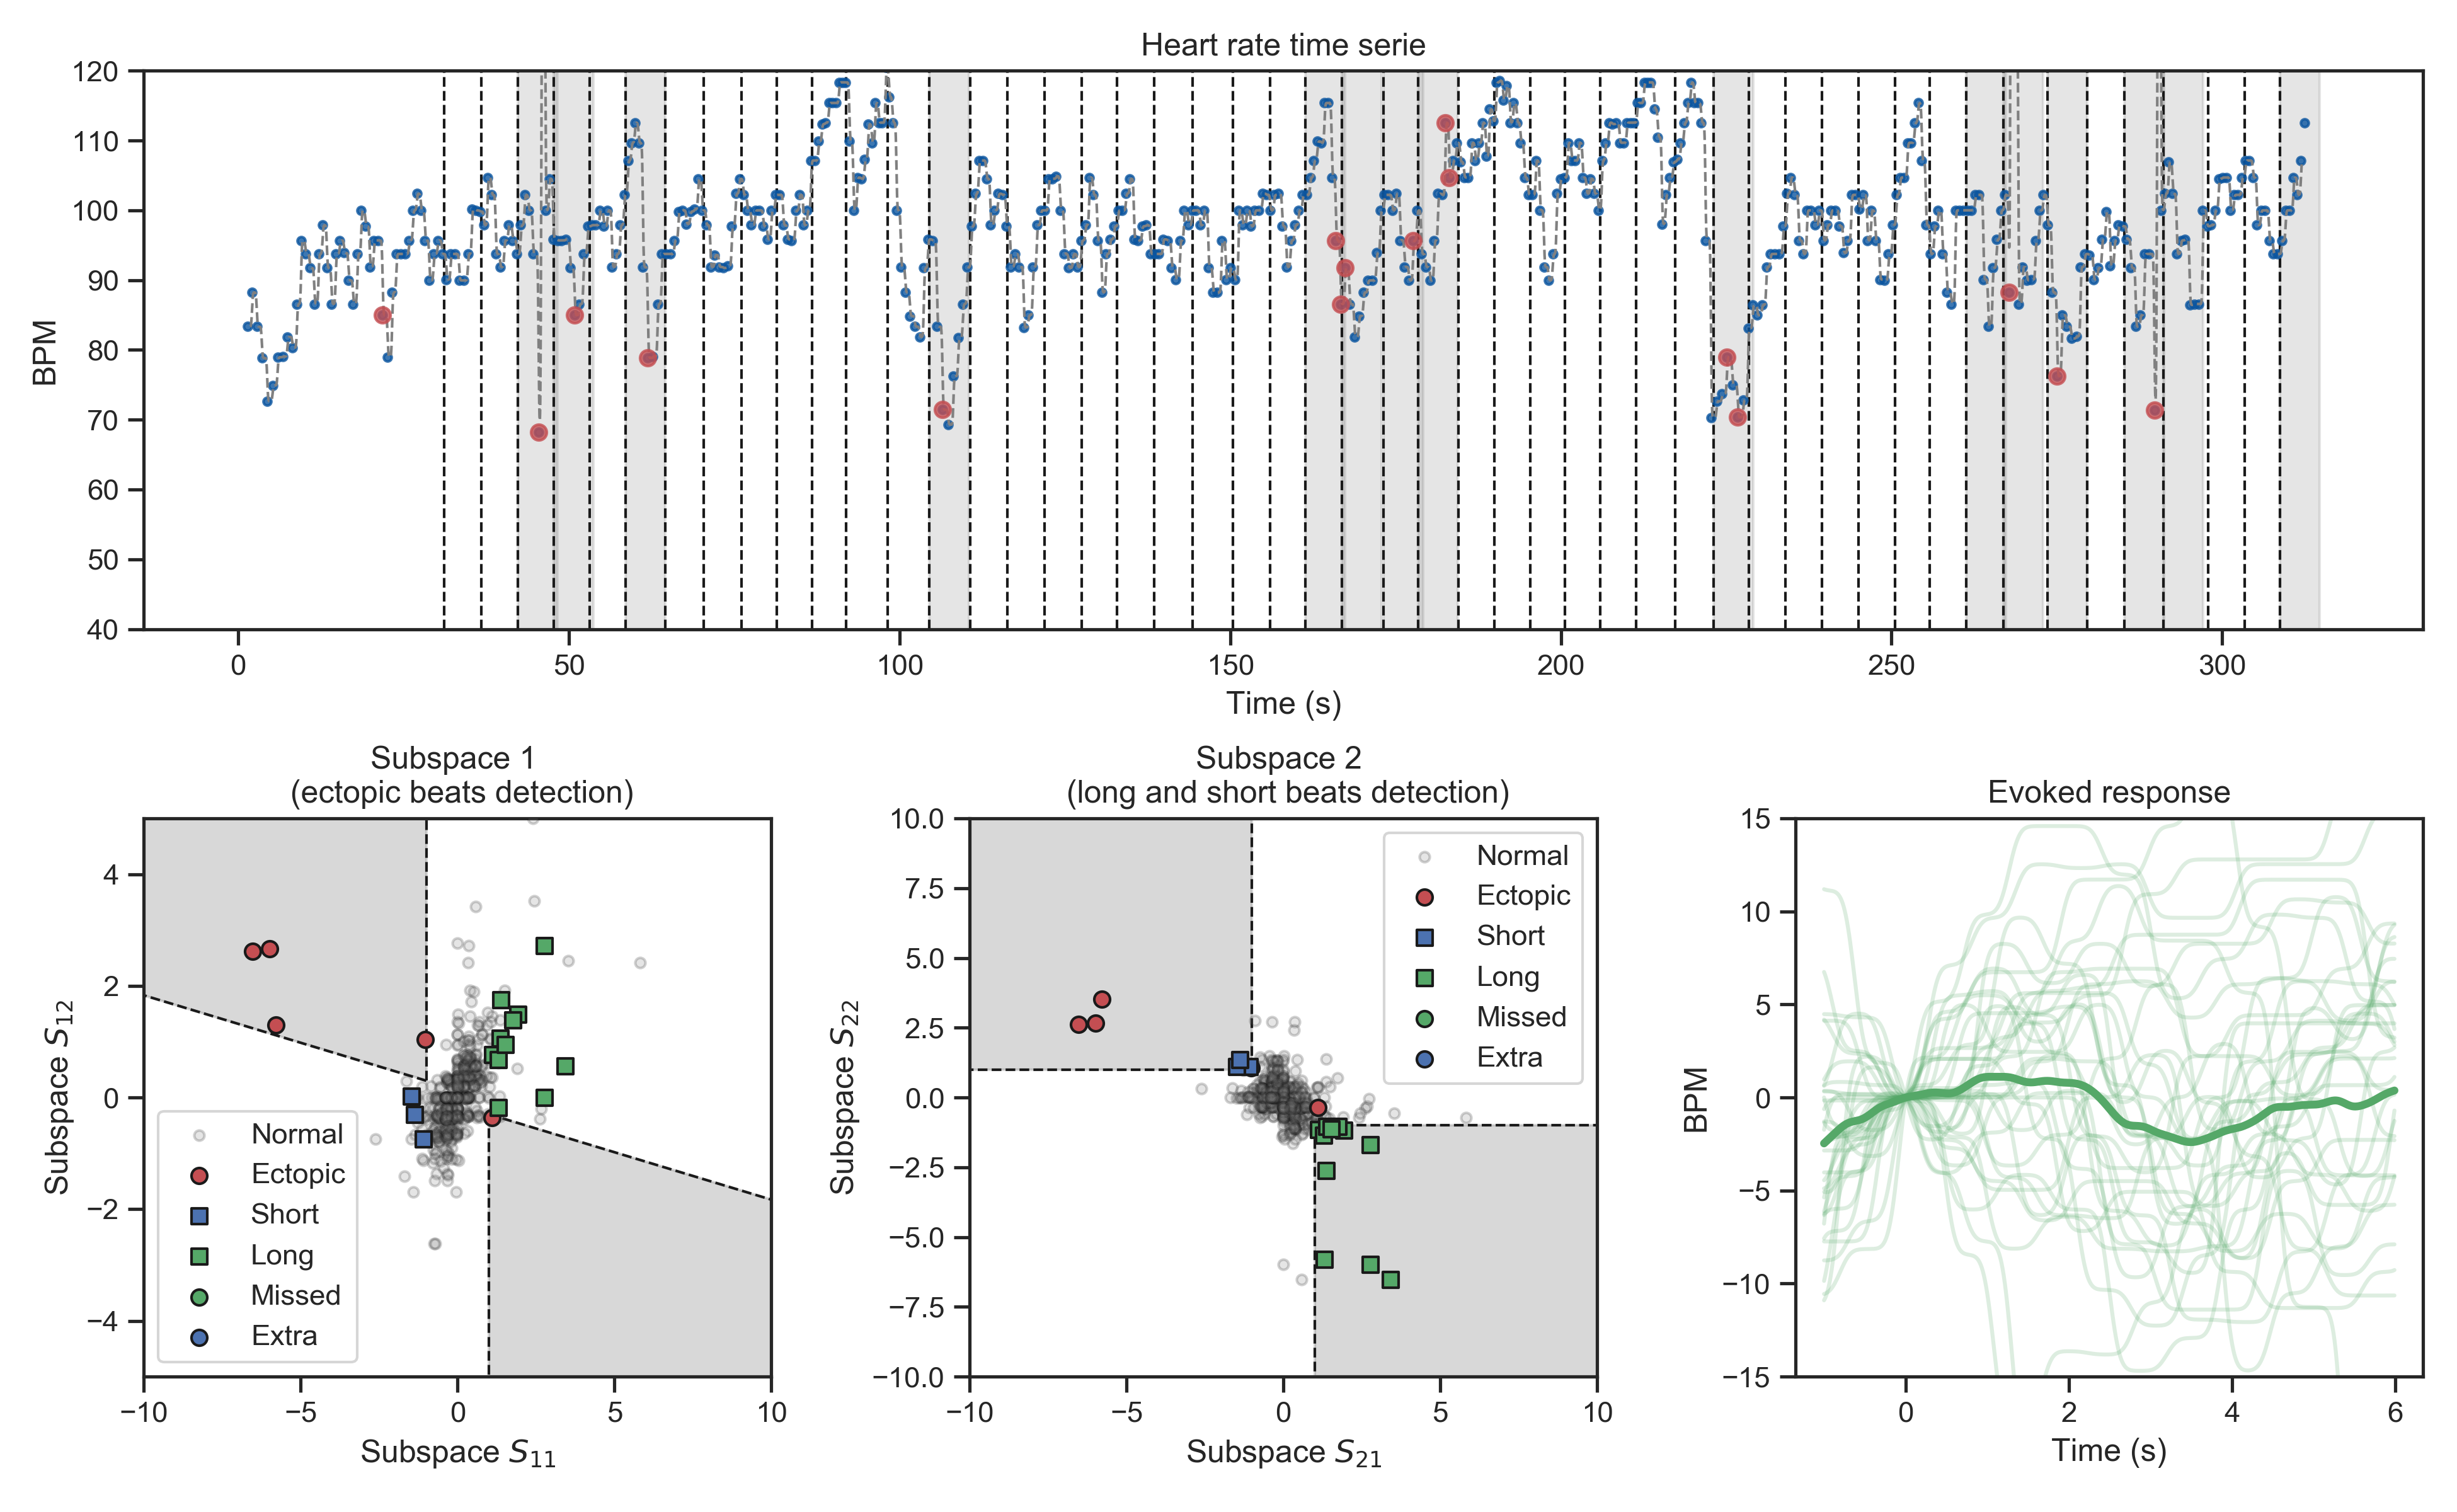 Heart rate time serie
120
110
100
90
80
70
60
50
40
BPM
0 50 100 150 200 250 300
Time (s)
Subspace 1
(ectopic beats detection)
4
2
0
−2
−4
Subspace S12
Normal
Ectopic
Short
Long
Missed
Extra
−10 −5 0 5 10
Subspace S11
Subspace 2
(long and short beats detection)
10.0
7.5
5.0
2.5
0.0
−2.5
−5.0
−7.5
−10.0
Subspace S22
Normal
Ectopic
Short
Long
Missed
Extra
−10 −5 0 5 10
Subspace S21
Evoked response
15
10
5
0
−5
−10
−15
BPM
0 2 4 6
Time (s)